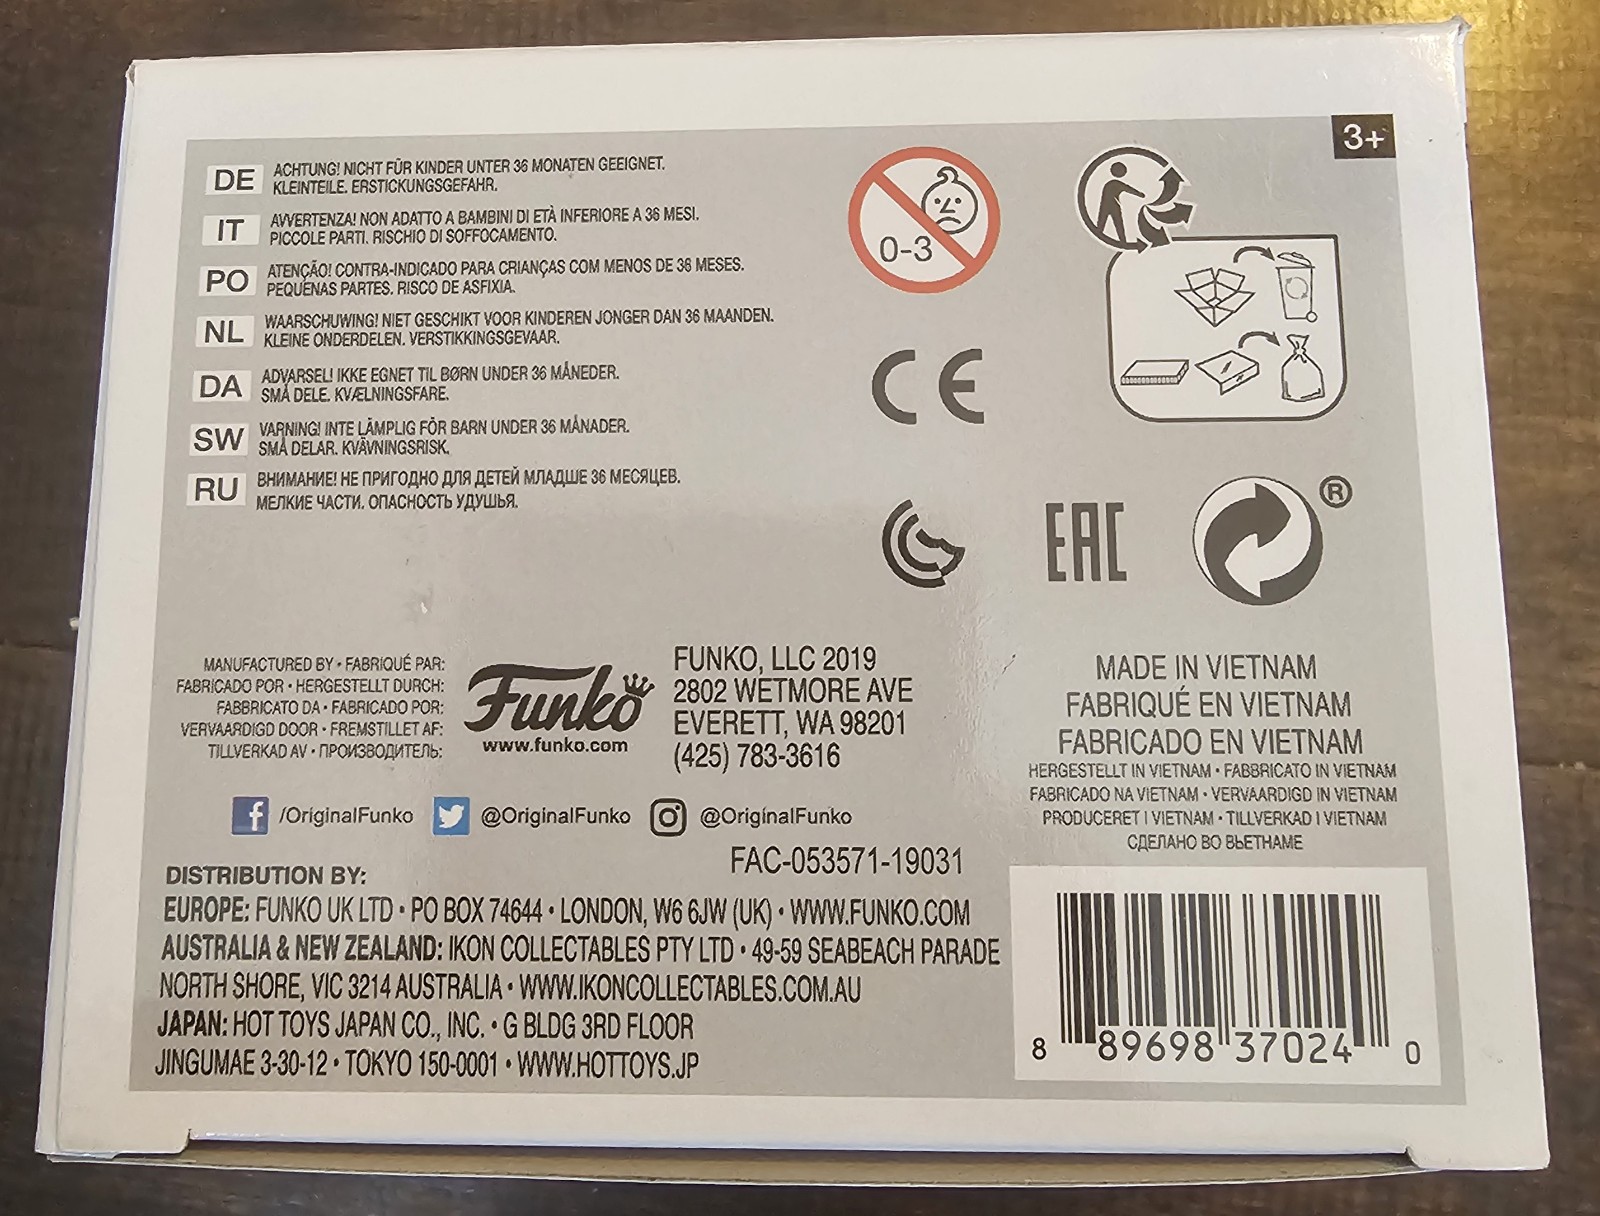 3+
DE ACHTUNG! NICHT FÜR KINDER UNTER 36 MONATEN GEEIGNET.
KLEINTEILE. ERSTICKUNGSGEFAHR.
IT AVVERTENZA! NON ADATTO A BAMBINI DI ETÀ INFERIORE A 36 MESI.
PICCOLE PARTI. RISCHIO DI SOFFOCAMENTO.
PO ATENÇÃO! CONTRA-INDICADO PARA CRIANÇAS COM MENOS DE 36 MESES.
PEQUENAS PARTES. RISCO DE ASFIXIA.
NL WAARSCHUWING! NIET GESCHIKT VOOR KINDEREN JONGER DAN 36 MAANDEN.
KLEINE ONDERDELEN. VERSTIKKINGSGEVAAR.
DA ADVARSEL! IKKE EGNET TIL BØRN UNDER 36 MÅNEDER.
SMÅ DELE. KVÆLNINGSFARE.
SW VARNING! INTE LÄMPLIG FÖR BARN UNDER 36 MÅNADER.
SMÅ DELAR. KVÄVNINGSRISK.
RU ВНИМАНИЕ! НЕ ПРИГОДНО ДЛЯ ДЕТЕЙ МЛАДШЕ 36 МЕСЯЦЕВ.
МЕЛКИЕ ЧАСТИ. ОПАСНОСТЬ УДУШЬЯ.
0-3
CE
EAC
®
MANUFACTURED BY • FABRIQUÉ PAR:
FABRICADO POR • HERGESTELLT DURCH:
FABBRICATO DA • FABRICADO POR:
VERVAARDIGD DOOR • FREMSTILLET AF:
TILLVERKAD AV • ПРОИЗВОДИТЕЛЬ:
Funko
www.funko.com
FUNKO, LLC 2019
2802 WETMORE AVE
EVERETT, WA 98201
(425) 783-3616
MADE IN VIETNAM
FABRIQUÉ EN VIETNAM
FABRICADO EN VIETNAM
HERGESTELLT IN VIETNAM • FABBRICATO IN VIETNAM
FABRICADO NA VIETNAM • VERVAARDIGD IN VIETNAM
PRODUCERET I VIETNAM • TILLVERKAD I VIETNAM
СДЕЛАНО ВО ВЬЕТНАМЕ
f /OriginalFunko @OriginalFunko @OriginalFunko
FAC-053571-19031
DISTRIBUTION BY:
EUROPE: FUNKO UK LTD • PO BOX 74644 • LONDON, W6 6JW (UK) • WWW.FUNKO.COM
AUSTRALIA & NEW ZEALAND: IKON COLLECTABLES PTY LTD • 49-59 SEABEACH PARADE
NORTH SHORE, VIC 3214 AUSTRALIA • WWW.IKONCOLLECTABLES.COM.AU
JAPAN: HOT TOYS JAPAN CO., INC. • G BLDG 3RD FLOOR
JINGUMAE 3-30-12 • TOKYO 150-0001 • WWW.HOTTOYS.JP
8 89698 37024 0